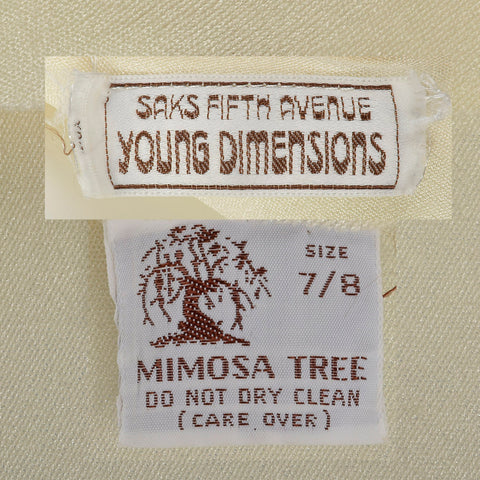 SAKS FIFTH AVENUE
YOUNG DIMENSIONS
SIZE
7/8
MIMOSA TREE
DO NOT DRY CLEAN
(CARE OVER)